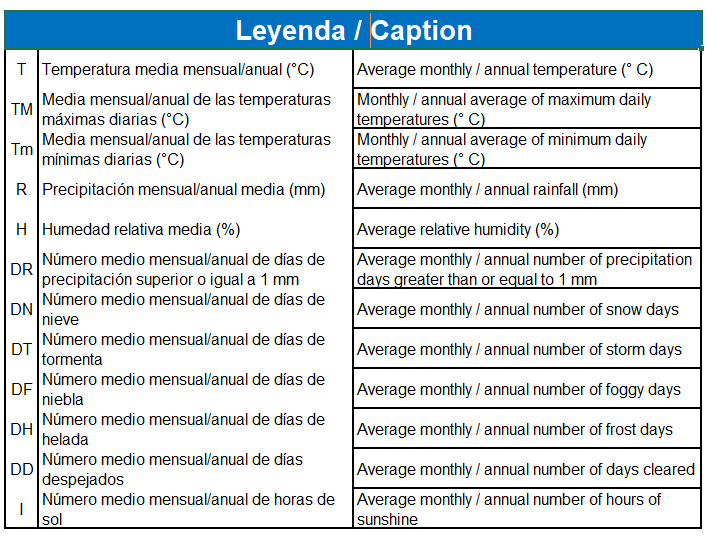 Leyenda / Caption
T Temperatura media mensual/anual (°C) Average monthly / annual temperature (° C)
TM Media mensual/anual de las temperaturas máximas diarias (°C) Monthly / annual average of maximum daily temperatures (° C)
Tm Media mensual/anual de las temperaturas mínimas diarias (°C) Monthly / annual average of minimum daily temperatures (° C)
R Precipitación mensual/anual media (mm) Average monthly / annual rainfall (mm)
H Humedad relativa media (%) Average relative humidity (%)
DR Número medio mensual/anual de días de precipitación superior o igual a 1 mm Average monthly / annual number of precipitation days greater than or equal to 1 mm
DN Número medio mensual/anual de días de nieve Average monthly / annual number of snow days
DT Número medio mensual/anual de días de tormenta Average monthly / annual number of storm days
DF Número medio mensual/anual de días de niebla Average monthly / annual number of foggy days
DH Número medio mensual/anual de días de helada Average monthly / annual number of frost days
DD Número medio mensual/anual de días despejados Average monthly / annual number of days cleared
I Número medio mensual/anual de horas de sol Average monthly / annual number of hours of sunshine